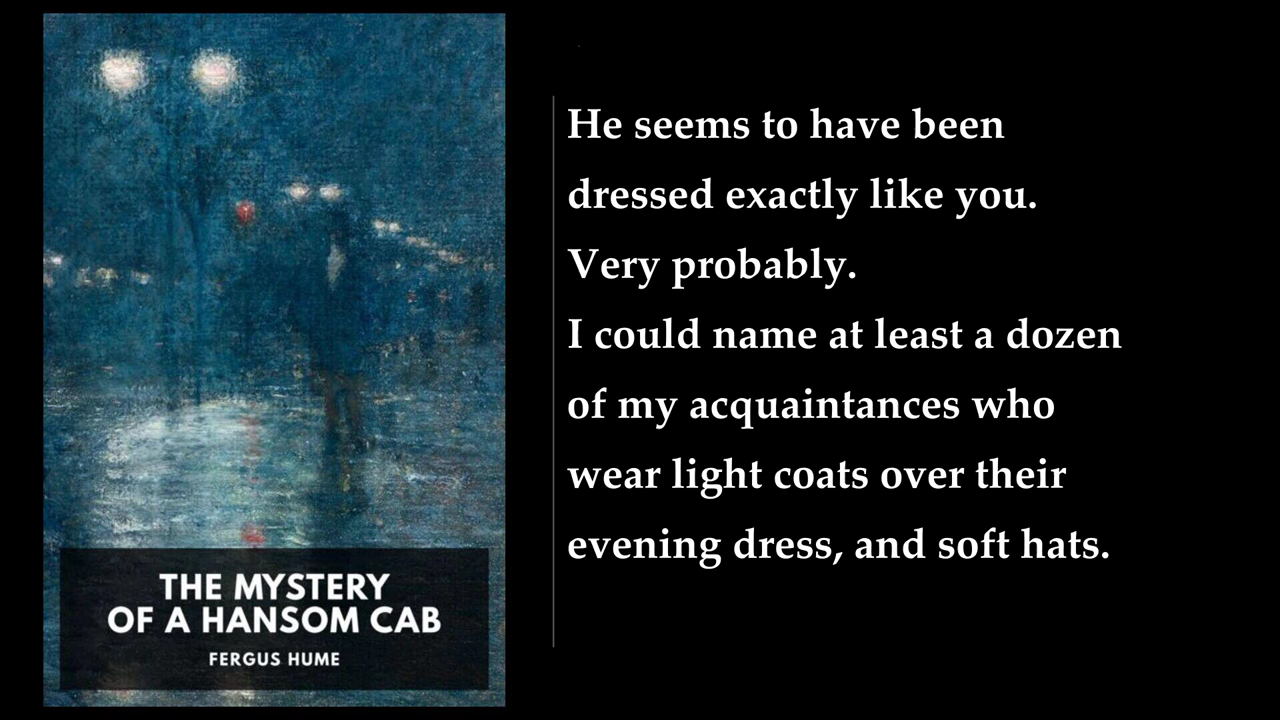 He seems to have been
dressed exactly like you.
Very probably.
I could name at least a dozen
of my acquaintances who
wear light coats over their
evening dress, and soft hats.
THE MYSTERY
OF A HANSOM CAB
FERGUS HUME